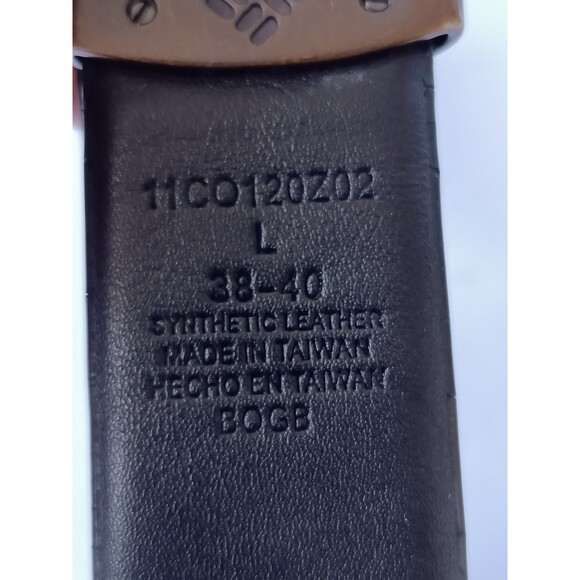 11CO120Z02
L
38-40
SYNTHETIC LEATHER
MADE IN TAIWAN
HECHO EN TAIWAN
BOGB